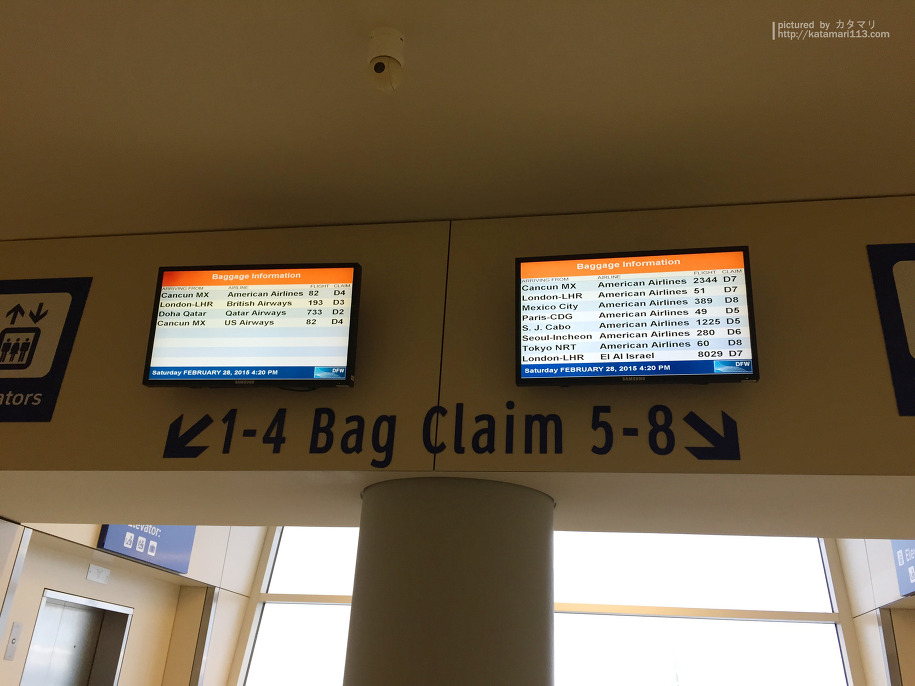 pictured by カタマリ
http://katamari113.com
Baggage Information
ARRIVING FROM AIRLINE FLIGHT CLAIM
Cancun MX American Airlines 82 D4
London-LHR British Airways 193 D3
Doha Qatar Qatar Airways 733 D2
Cancun MX US Airways 82 D4
Saturday FEBRUARY 28, 2015 4:20 PM
DFW
SAMSUNG
Baggage Information
ARRIVING FROM AIRLINE FLIGHT CLAIM
Cancun MX American Airlines 2344 D7
London-LHR American Airlines 51 D7
Mexico City American Airlines 389 D8
Paris-CDG American Airlines 49 D5
S. J. Cabo American Airlines 1225 D5
Seoul-Incheon American Airlines 280 D6
Tokyo NRT American Airlines 60 D8
London-LHR El Al Israel 8029 D7
Saturday FEBRUARY 28, 2015 4:20 PM
DFW
SAMSUNG
ators
1-4 Bag Claim 5-8
Elevator:
Ele